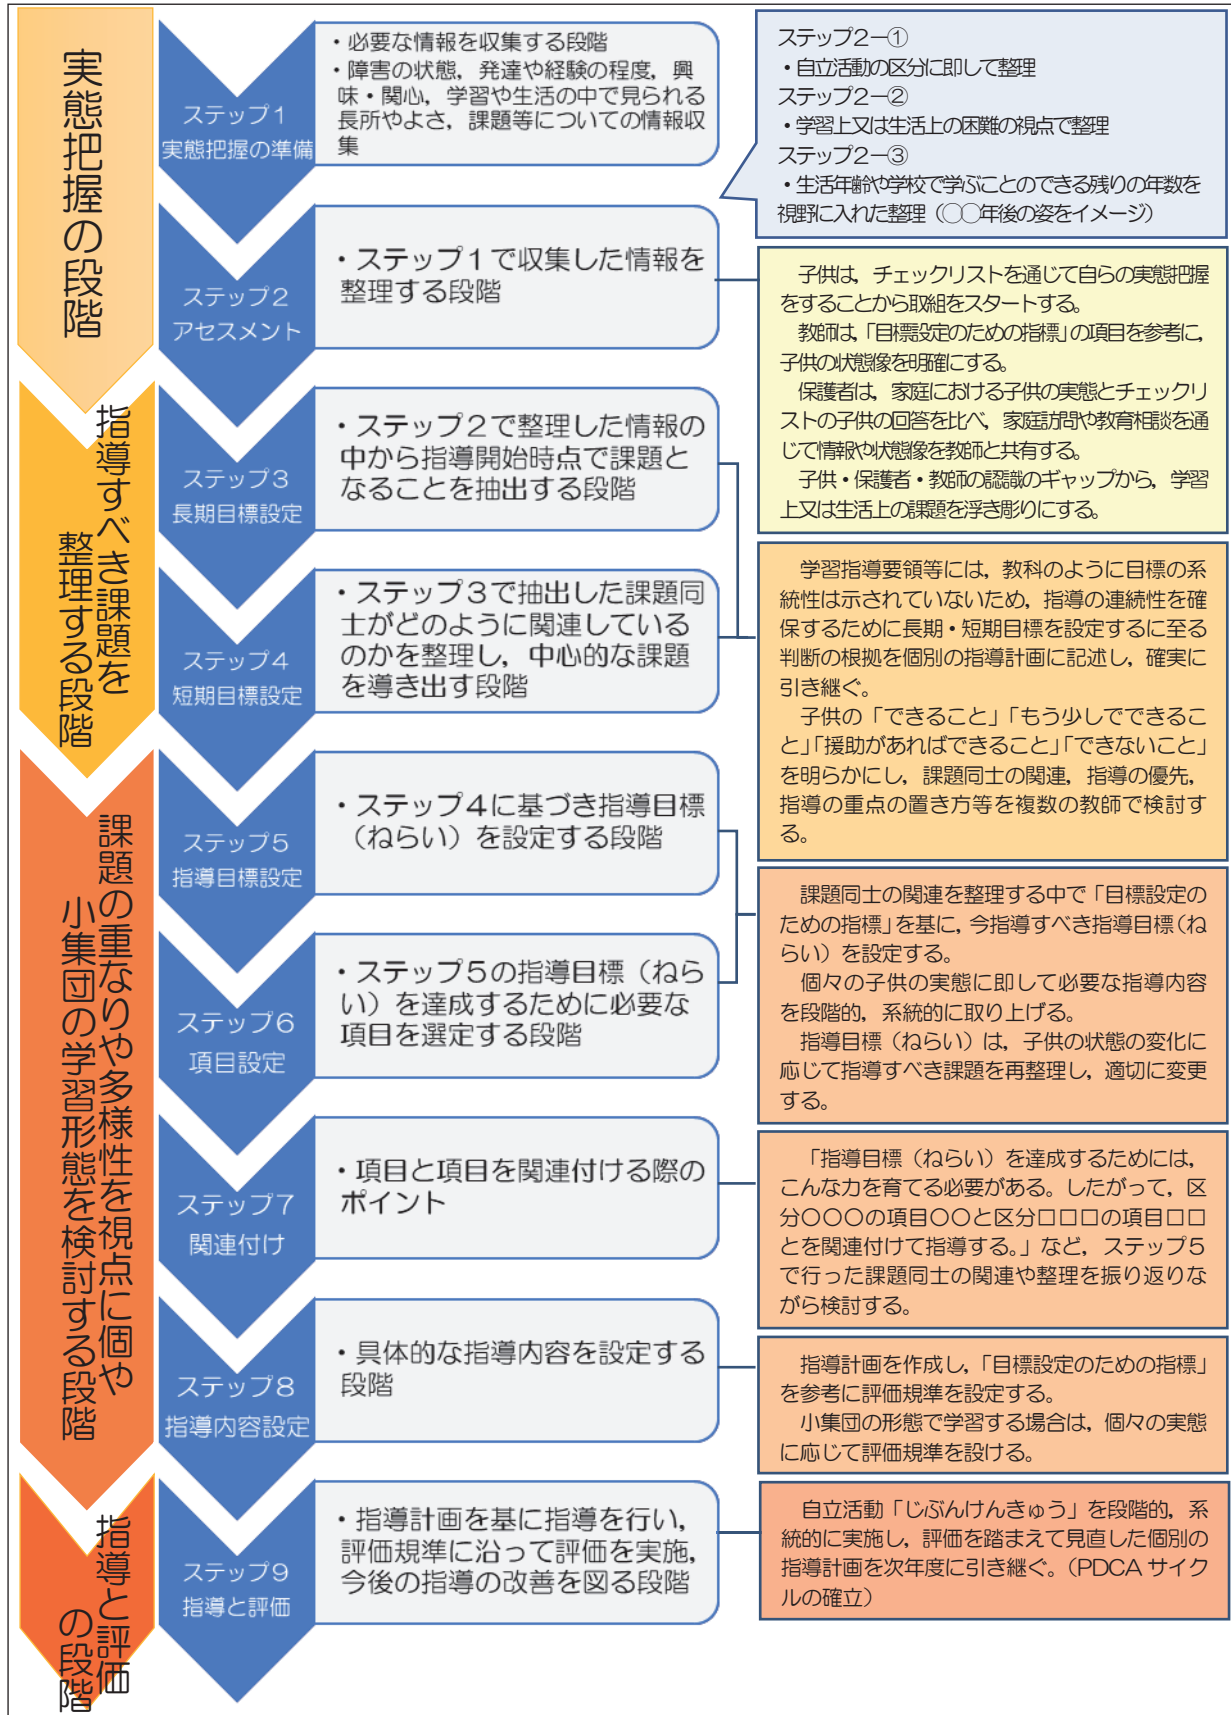 実態把握の段階
ステップ1
実態把握の準備
・必要な情報を収集する段階
・障害の状態，発達や経験の程度，興
味・関心，学習や生活の中で見られる
長所やよさ，課題等についての情報収
集
ステップ2－①
・自立活動の区分に即して整理
ステップ2－②
・学習上又は生活上の困難の視点で整理
ステップ2－③
・生活年齢や学校で学ぶことのできる残りの年数を
視野に入れた整理（◯◯年後の姿をイメージ）
ステップ2
アセスメント
・ステップ1で収集した情報を
整理する段階
子供は，チェックリストを通じて自らの実態把握
をすることから取組をスタートする。
教師は，「目標設定のための指標」の項目を参考に，
子供の状態像を明確にする。
保護者は，家庭における子供の実態とチェックリ
ストの子供の回答を比べ，家庭訪問や教育相談を通
じて情報や状態像を教師と共有する。
子供・保護者・教師の認識のギャップから，学習
上又は生活上の課題を浮き彫りにする。
指導すべき課題を
整理する段階
ステップ3
長期目標設定
・ステップ2で整理した情報の
中から指導開始時点で課題と
なることを抽出する段階
ステップ4
短期目標設定
・ステップ3で抽出した課題同
士がどのように関連している
のかを整理し，中心的な課題
を導き出す段階
学習指導要領等には，教科のように目標の系
統性は示されていないため，指導の連続性を確
保するために長期・短期目標を設定するに至る
判断の根拠を個別の指導計画に記述し，確実に
引き継ぐ。
子供の「できること」「もう少しでできるこ
と」「援助があればできること」「できないこと」
を明らかにし，課題同士の関連，指導の優先，
指導の重点の置き方等を複数の教師で検討す
る。
課題の重なりや多様性を視点に個や
小集団の学習形態を検討する段階
ステップ5
指導目標設定
・ステップ4に基づき指導目標
（ねらい）を設定する段階
ステップ6
項目設定
・ステップ5の指導目標（ねら
い）を達成するために必要な
項目を選定する段階
課題同士の関連を整理する中で「目標設定の
ための指標」を基に，今指導すべき指導目標（ね
らい）を設定する。
個々の子供の実態に即して必要な指導内容
を段階的，系統的に取り上げる。
指導目標（ねらい）は，子供の状態の変化に
応じて指導すべき課題を再整理し，適切に変更
する。
ステップ7
関連付け
・項目と項目を関連付ける際の
ポイント
「指導目標（ねらい）を達成するためには，
こんな力を育てる必要がある。したがって，区
分〇〇〇の項目〇〇と区分□□□の項目□□
とを関連付けて指導する。」など，ステップ5
で行った課題同士の関連や整理を振り返りな
がら検討する。
ステップ8
指導内容設定
・具体的な指導内容を設定する
段階
指導計画を作成し，「目標設定のための指標」
を参考に評価規準を設定する。
小集団の形態で学習する場合は，個々の実態
に応じて評価規準を設ける。
指導と評価
の段階
ステップ9
指導と評価
・指導計画を基に指導を行い，
評価規準に沿って評価を実施，
今後の指導の改善を図る段階
自立活動「じぶんけんきゅう」を段階的，系
統的に実施し，評価を踏まえて見直した個別の
指導計画を次年度に引き継ぐ。（PDCA サイク
ルの確立）